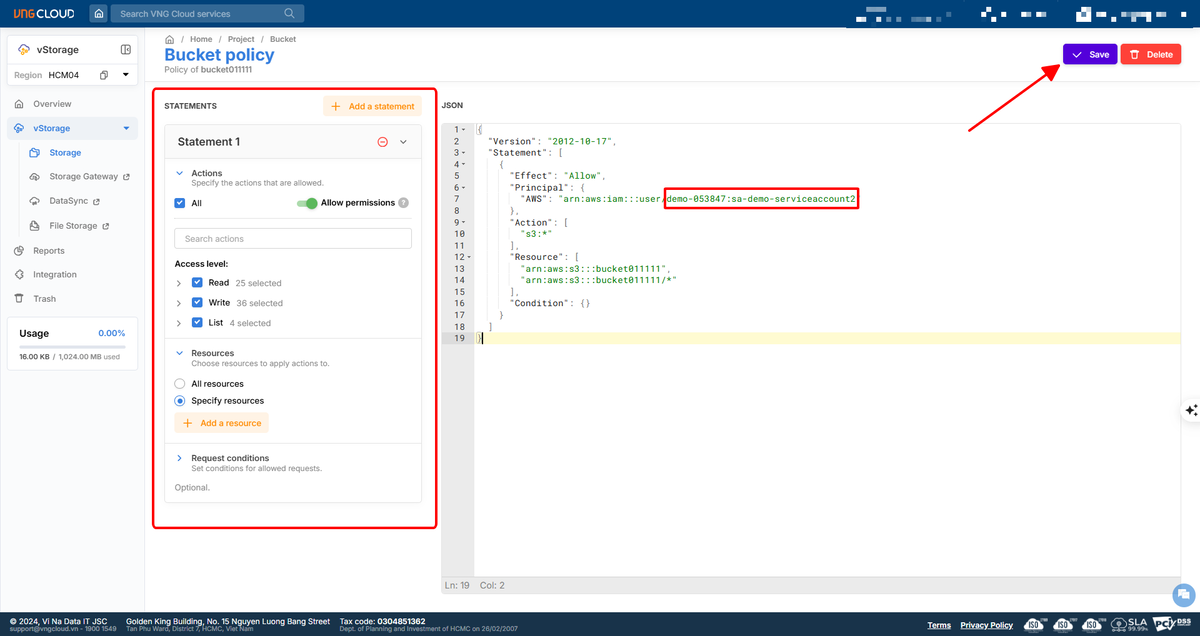 VNG CLOUD
Search VNG Cloud services
vStorage
Region HCM04
Overview
vStorage
Storage
Storage Gateway
DataSync
File Storage
Reports
Integration
Trash
Usage 0.00%
16.00 KB / 1,024.00 MB used
/ Home / Project / Bucket
Bucket policy
Policy of bucket011111
Save
Delete
STATEMENTS
Add a statement
Statement 1
Actions
Specify the actions that are allowed.
All
Allow permissions ?
Search actions
Access level:
Read 25 selected
Write 36 selected
List 4 selected
Resources
Choose resources to apply actions to.
All resources
Specify resources
Add a resource
Request conditions
Set conditions for allowed requests.
Optional.
JSON
1 {
2 "Version": "2012-10-17",
3 "Statement": [
4 {
5 "Effect": "Allow",
6 "Principal": {
7 "AWS": "arn:aws:iam:::user/demo-053847:sa-demo-serviceaccount2
8 },
9 "Action": [
10 "s3:*"
11 ],
12 "Resource": [
13 "arn:aws:s3:::bucket011111",
14 "arn:aws:s3:::bucket011111/*"
15 ],
16 "Condition": {}
17 }
18 ]
19 }
Ln: 19 Col: 2
© 2024, Vi Na Data IT JSC
support@vngcloud.vn - 1900 1549
Golden King Building, No. 15 Nguyen Luong Bang Street
Tan Phu Ward, District 7, HCMC, Viet Nam
Tax code: 0304851362
Dept. of Planning and Investment of HCMC on 26/02/2007
Terms
Privacy Policy
ISO
ISO
ISO
SLA
99.99%
PCI DSS